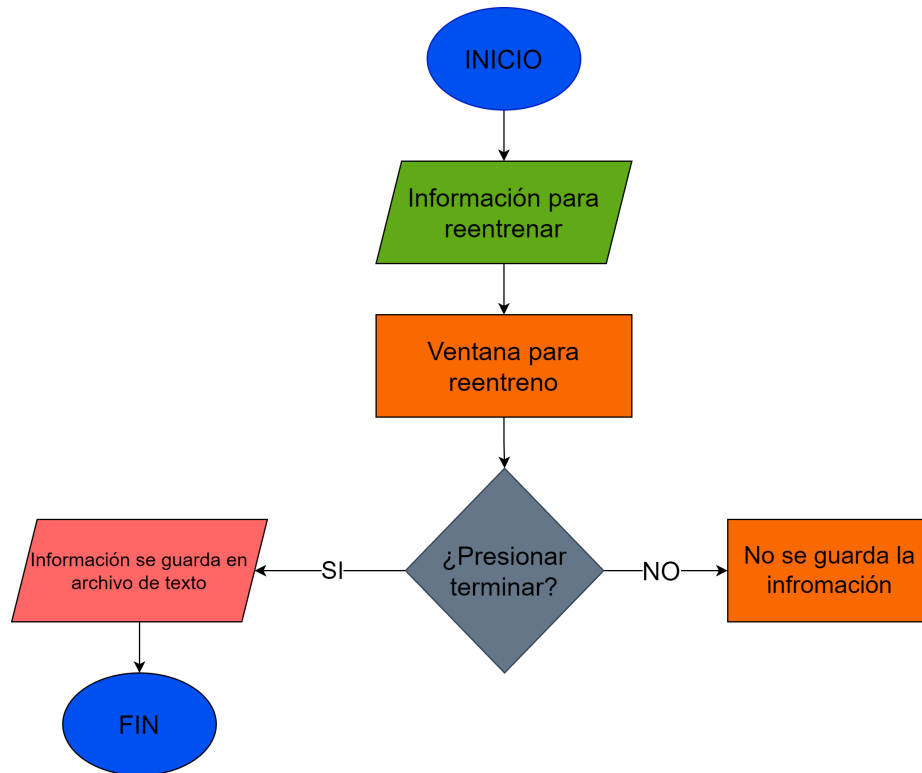 INICIO
Información para
reentrenar
Ventana para
reentreno
¿Presionar
terminar?
SI
NO
Información se guarda en
archivo de texto
No se guarda la
infromación
FIN